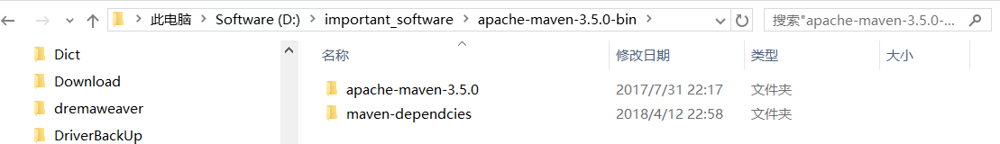 此电脑 > Software (D:) > important_software > apache-maven-3.5.0-bin >
搜索"apache-maven-3.5.0-...
Dict
Download
dremaweaver
DriverBackUp
名称 修改日期 类型 大小
apache-maven-3.5.0 2017/7/31 22:17 文件夹
maven-dependcies 2018/4/12 22:58 文件夹